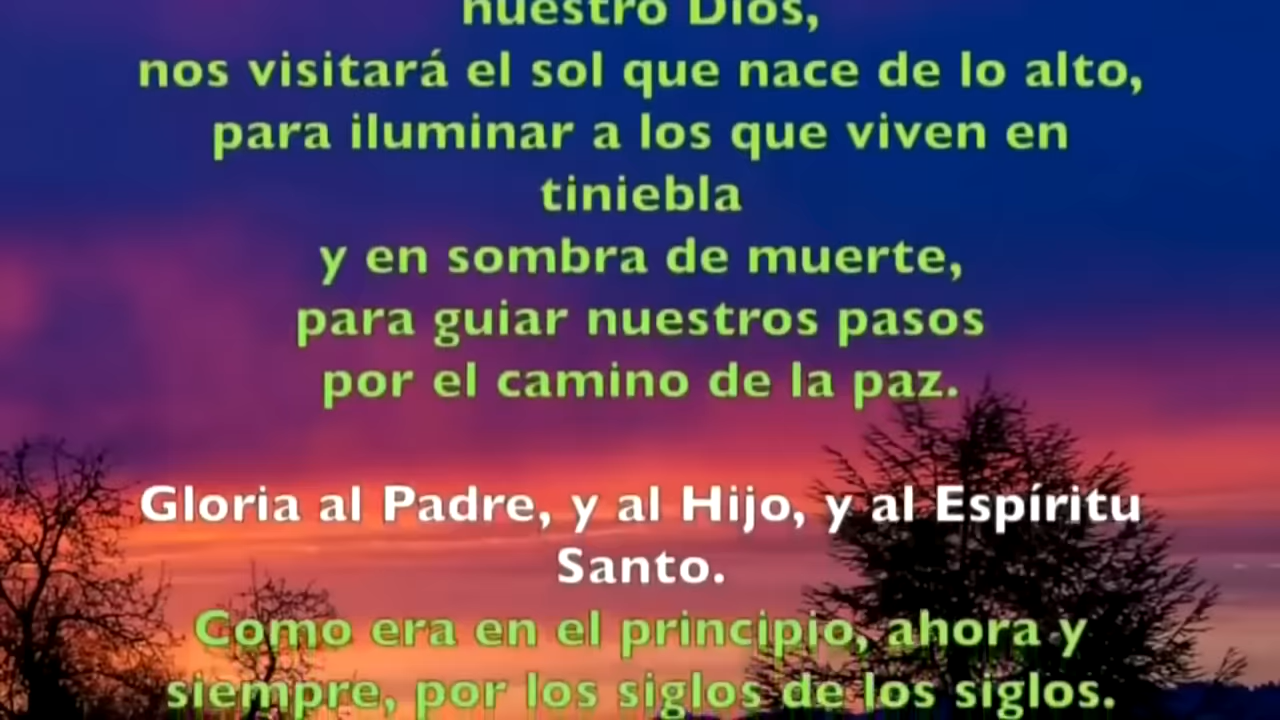 nuestro Dios,
nos visitará el sol que nace de lo alto,
para iluminar a los que viven en
tiniebla
y en sombra de muerte,
para guiar nuestros pasos
por el camino de la paz.
Gloria al Padre, y al Hijo, y al Espíritu
Santo.
Como era en el principio, ahora y
siempre, por los siglos de los siglos.